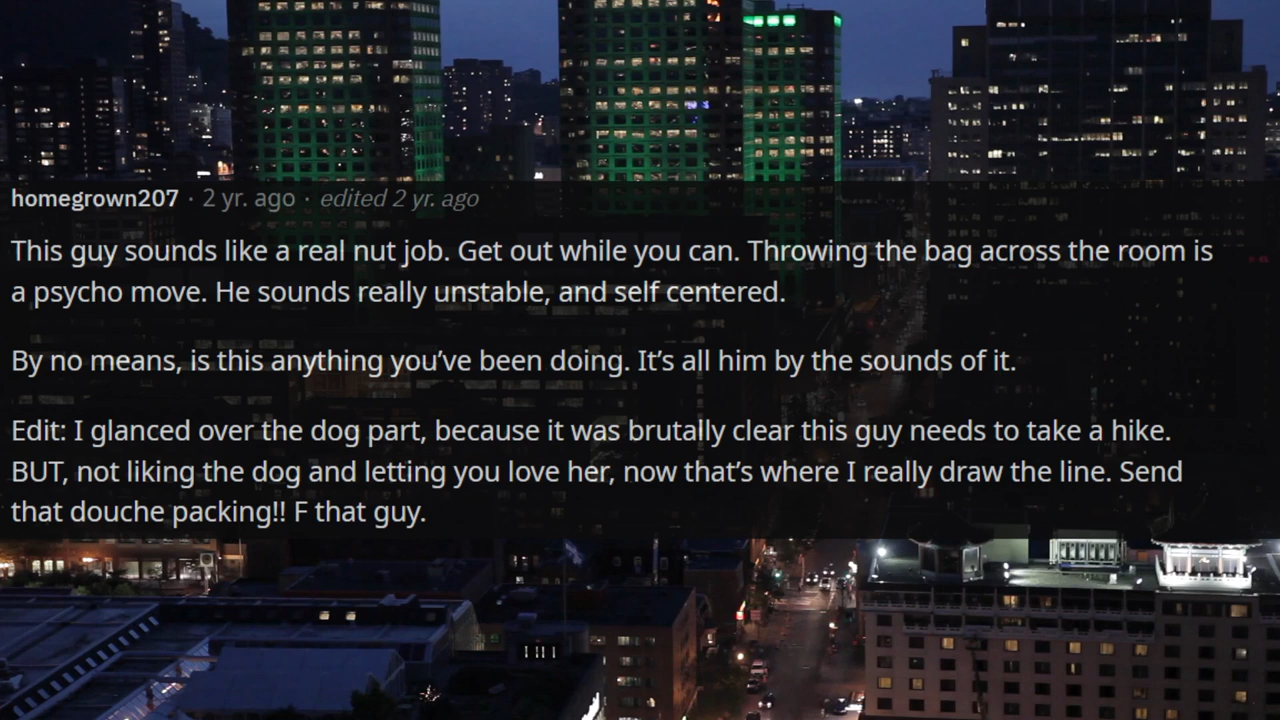 homegrown207 · 2 yr. ago · edited 2 yr. ago
This guy sounds like a real nut job. Get out while you can. Throwing the bag across the room is
a psycho move. He sounds really unstable, and self centered.
By no means, is this anything you’ve been doing. It’s all him by the sounds of it.
Edit: I glanced over the dog part, because it was brutally clear this guy needs to take a hike.
BUT, not liking the dog and letting you love her, now that’s where I really draw the line. Send
that douche packing!! F that guy.